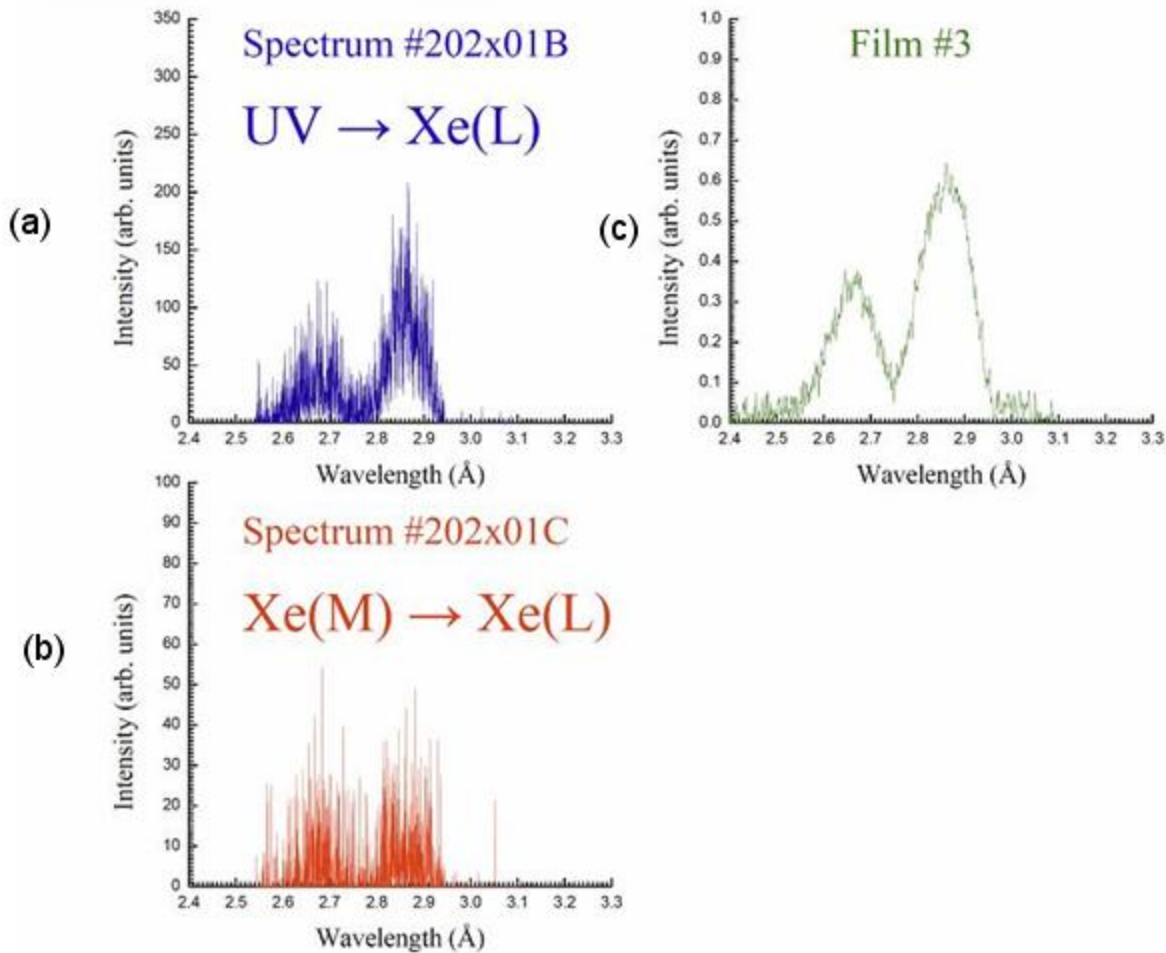 (a)
Spectrum #202x01B
UV → Xe(L)
Intensity (arb. units)
350
300
250
200
150
100
50
0
2.4 2.5 2.6 2.7 2.8 2.9 3.0 3.1 3.2 3.3
Wavelength (Å)
(c)
Film #3
Intensity (arb. units)
1.0
0.9
0.8
0.7
0.6
0.5
0.4
0.3
0.2
0.1
0.0
2.4 2.5 2.6 2.7 2.8 2.9 3.0 3.1 3.2 3.3
Wavelength (Å)
(b)
Spectrum #202x01C
Xe(M) → Xe(L)
Intensity (arb. units)
100
90
80
70
60
50
40
30
20
10
0
2.4 2.5 2.6 2.7 2.8 2.9 3.0 3.1 3.2 3.3
Wavelength (Å)